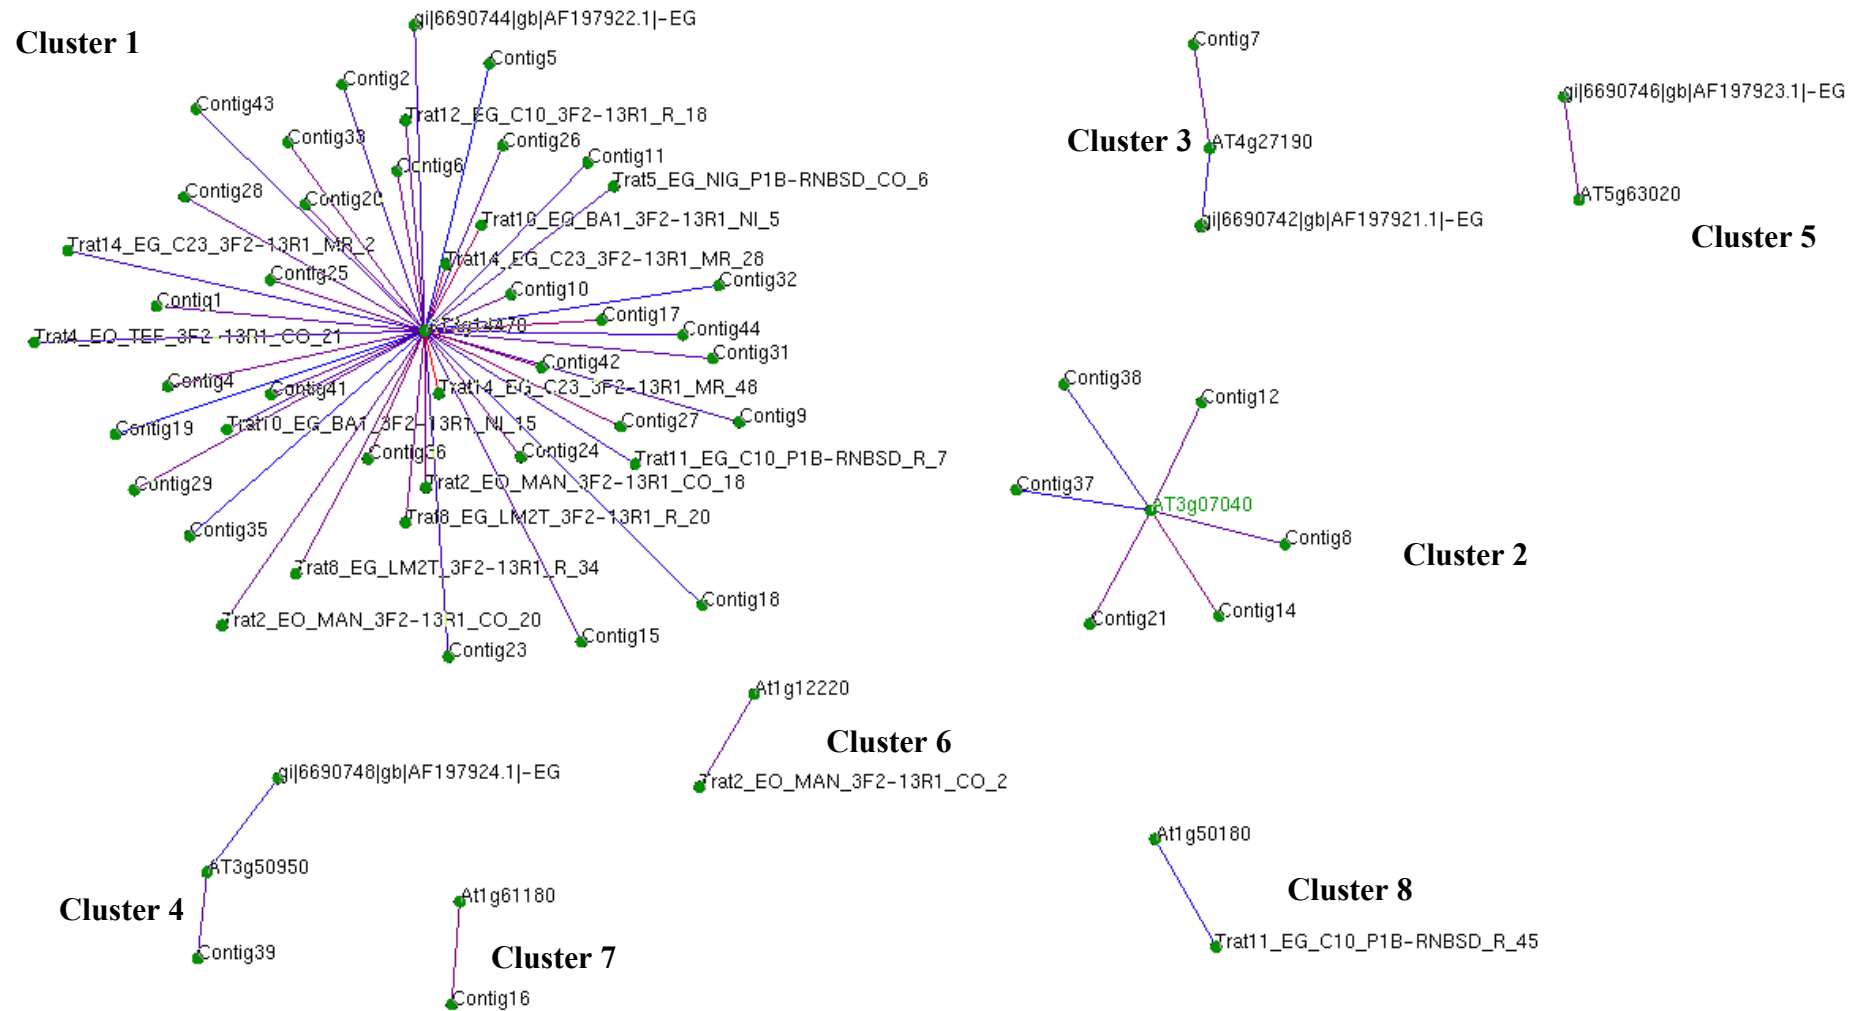 Cluster 1
gi|6690744|gb|AF197922.1|-EG
Contig5
Contig2
Contig43
Trat12_EG_C10_3F2-13R1_R_18
Contig33
Contig26
Contig6
Contig11
Trat5_EG_NIG_P1B-RNBSD_CO_6
Contig28
Contig20
Trat10_EG_BA1_3F2-13R1_NI_5
Trat14_EG_C23_3F2-13R1_MR_2
Trat14_EG_C23_3F2-13R1_MR_28
Contig25
Contig32
Contig10
Contig1
Contig17
Contig44
Trat4_EO_TEF_3F2-13R1_CO_21
Contig31
Contig42
Contig4
Contig41
Trat14_EG_C23_3F2-13R1_MR_48
Contig9
Contig27
Contig19
Trat10_EG_BA1_3F2-13R1_NI_15
Contig36
Contig24
Trat11_EG_C10_P1B-RNBSD_R_7
Contig29
Trat2_EO_MAN_3F2-13R1_CO_18
Trat8_EG_LM2T_3F2-13R1_R_20
Contig35
Trat8_EG_LM2T_3F2-13R1_R_34
Contig18
Trat2_EO_MAN_3F2-13R1_CO_20
Contig15
Contig23
Contig7
Cluster 3
AT4g27190
gi|6690742|gb|AF197921.1|-EG
gi|6690746|gb|AF197923.1|-EG
AT5g63020
Cluster 5
Contig38
Contig12
Contig37
AT3g07040
Contig8
Cluster 2
Contig21
Contig14
At1g12220
Cluster 6
Trat2_EO_MAN_3F2-13R1_CO_2
gi|6690748|gb|AF197924.1|-EG
AT3g50950
Cluster 4
Contig39
At1g61180
Cluster 7
Contig16
At1g50180
Cluster 8
Trat11_EG_C10_P1B-RNBSD_R_45